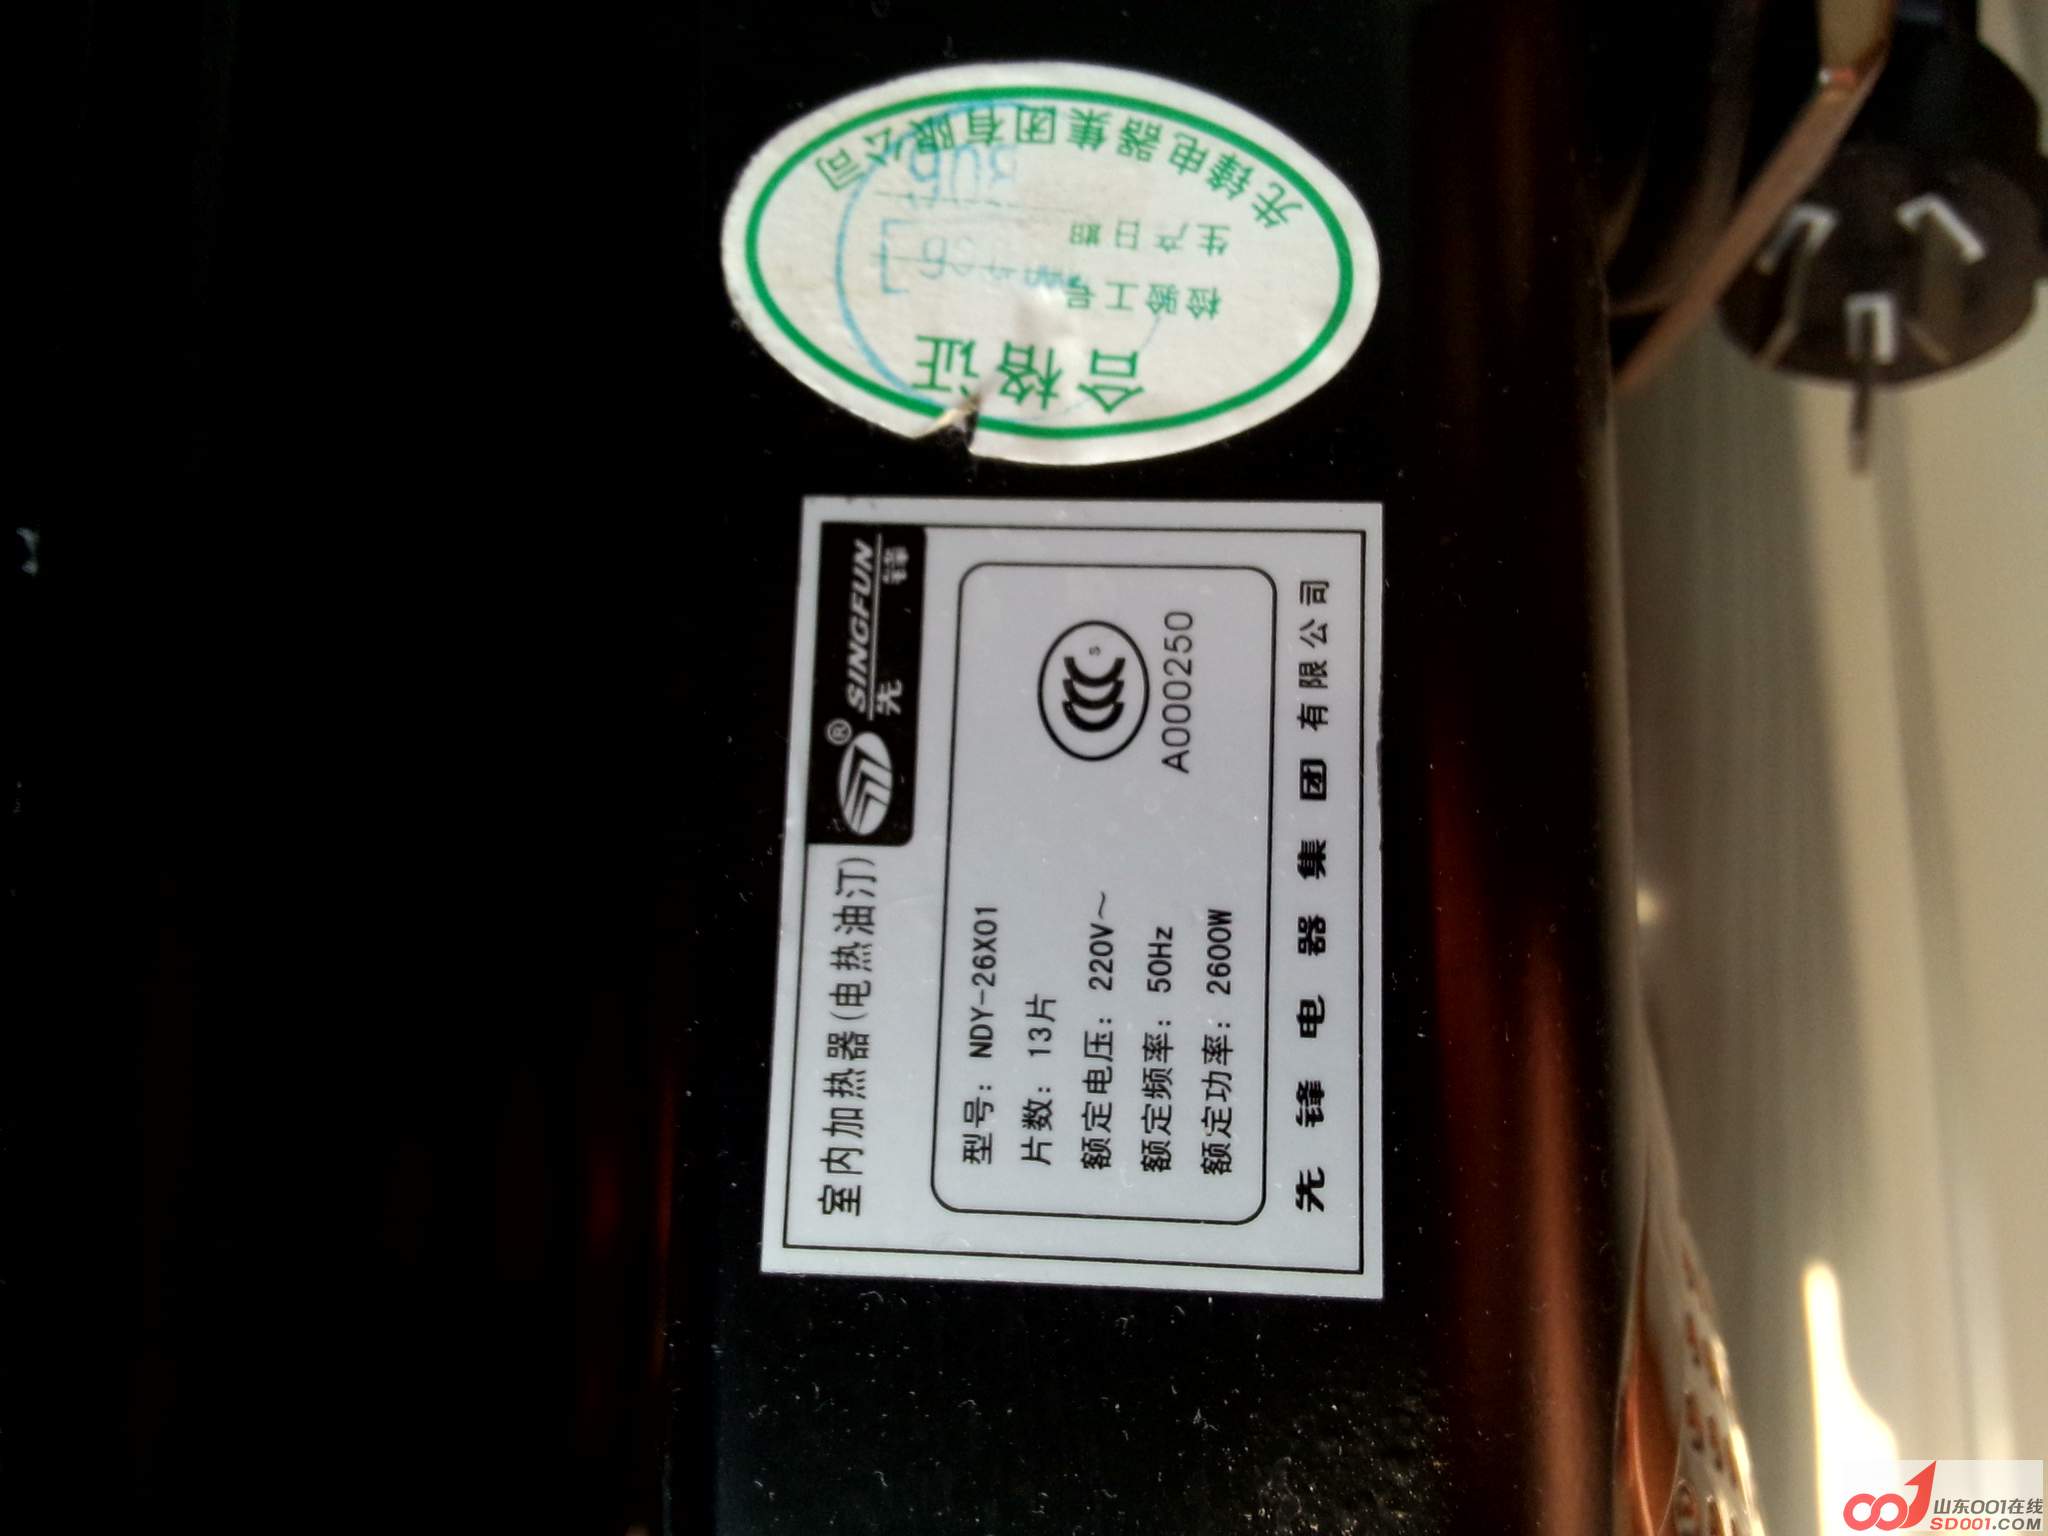 先锋电器集团有限公司
生产日期
检验工号
合格证
室内加热器(电热油汀)
®
SINGFUN
先 锋
型号: NDY-26X01
片数: 13片
额定电压: 220V～
额定频率: 50Hz
额定功率: 2600W
CCC
S
A000250
先锋电器集团有限公司
山东001在线
SD001.COM